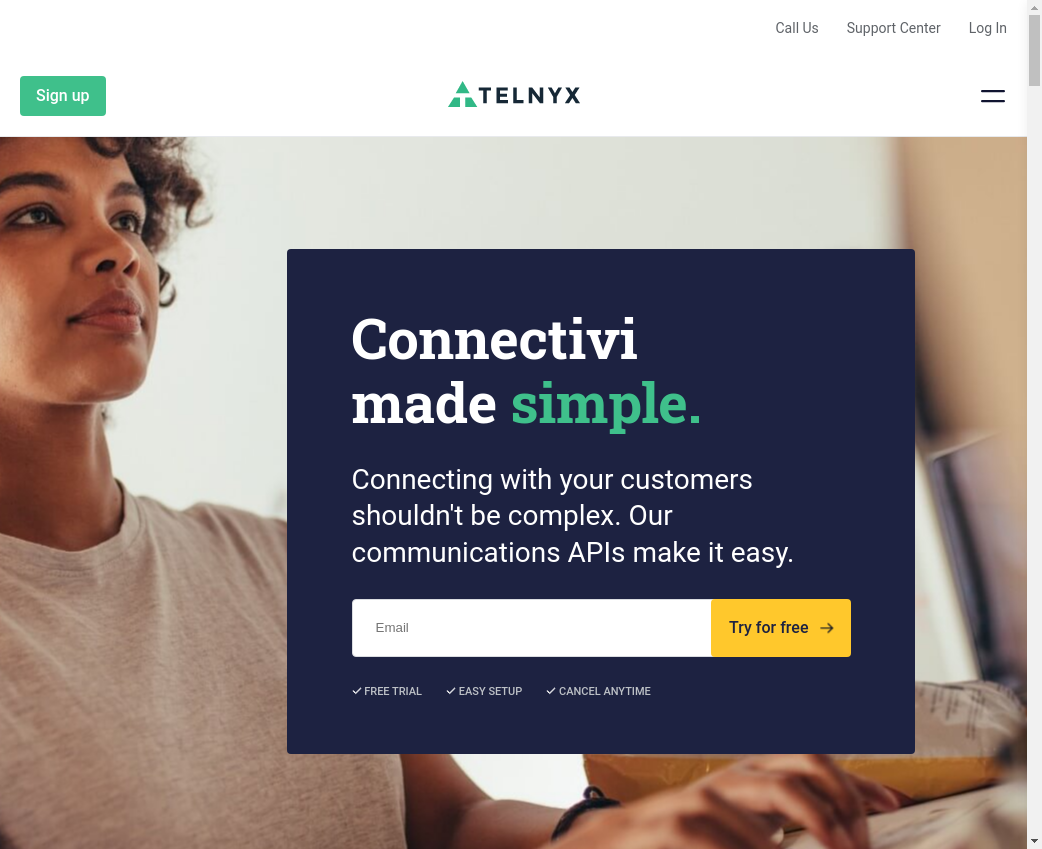 Call Us Support Center Log In
Sign up
TELNYX
Connectivi
made simple.
Connecting with your customers
shouldn't be complex. Our
communications APIs make it easy.
Email
Try for free
FREE TRIAL EASY SETUP CANCEL ANYTIME